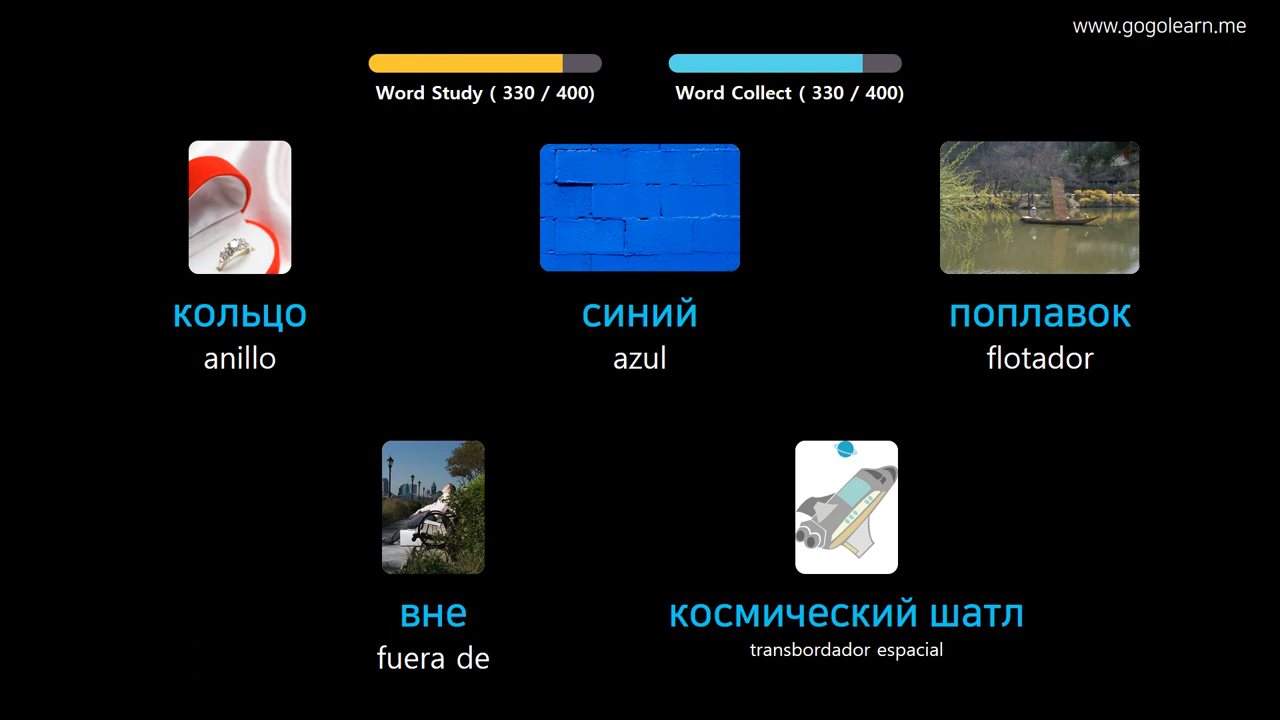 www.gogolearn.me
Word Study ( 330 / 400)
Word Collect ( 330 / 400)
кольцо
anillo
синий
azul
поплавок
flotador
вне
fuera de
космический шатл
transbordador espacial